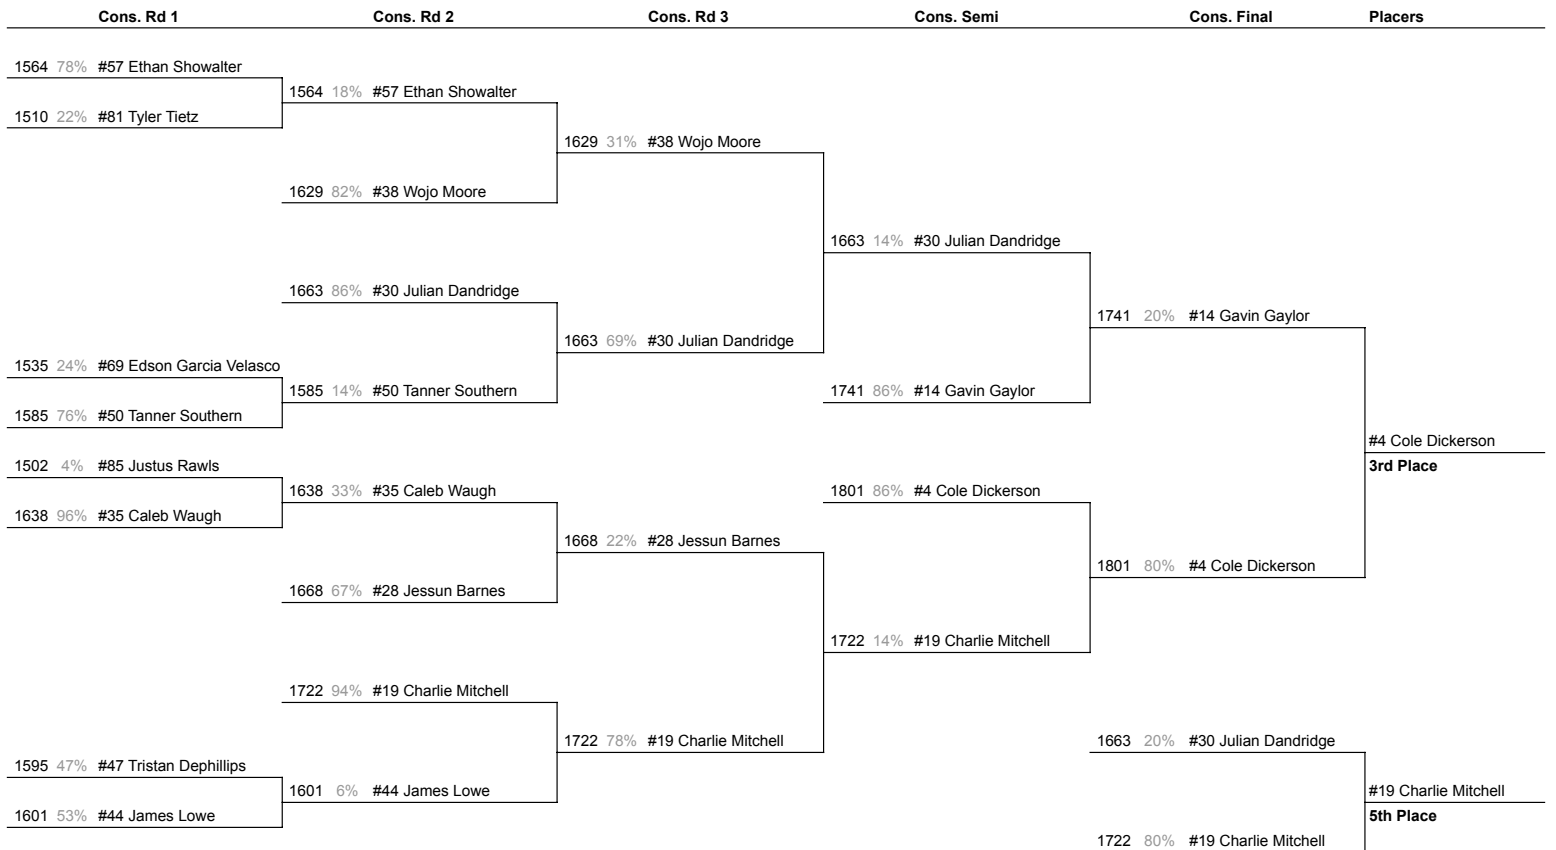 Cons. Rd 1 Cons. Rd 2 Cons. Rd 3 Cons. Semi Cons. Final Placers
1564 78% #57 Ethan Showalter
1564 18% #57 Ethan Showalter
1510 22% #81 Tyler Tietz
1629 31% #38 Wojo Moore
1629 82% #38 Wojo Moore
1663 14% #30 Julian Dandridge
1663 86% #30 Julian Dandridge
1741 20% #14 Gavin Gaylor
1663 69% #30 Julian Dandridge
1535 24% #69 Edson Garcia Velasco
1585 14% #50 Tanner Southern
1741 86% #14 Gavin Gaylor
1585 76% #50 Tanner Southern
#4 Cole Dickerson
1502 4% #85 Justus Rawls
3rd Place
1638 33% #35 Caleb Waugh
1801 86% #4 Cole Dickerson
1638 96% #35 Caleb Waugh
1668 22% #28 Jessun Barnes
1801 80% #4 Cole Dickerson
1668 67% #28 Jessun Barnes
1722 14% #19 Charlie Mitchell
1722 94% #19 Charlie Mitchell
1722 78% #19 Charlie Mitchell
1663 20% #30 Julian Dandridge
1595 47% #47 Tristan Dephillips
1601 6% #44 James Lowe
#19 Charlie Mitchell
1601 53% #44 James Lowe
5th Place
1722 80% #19 Charlie Mitchell